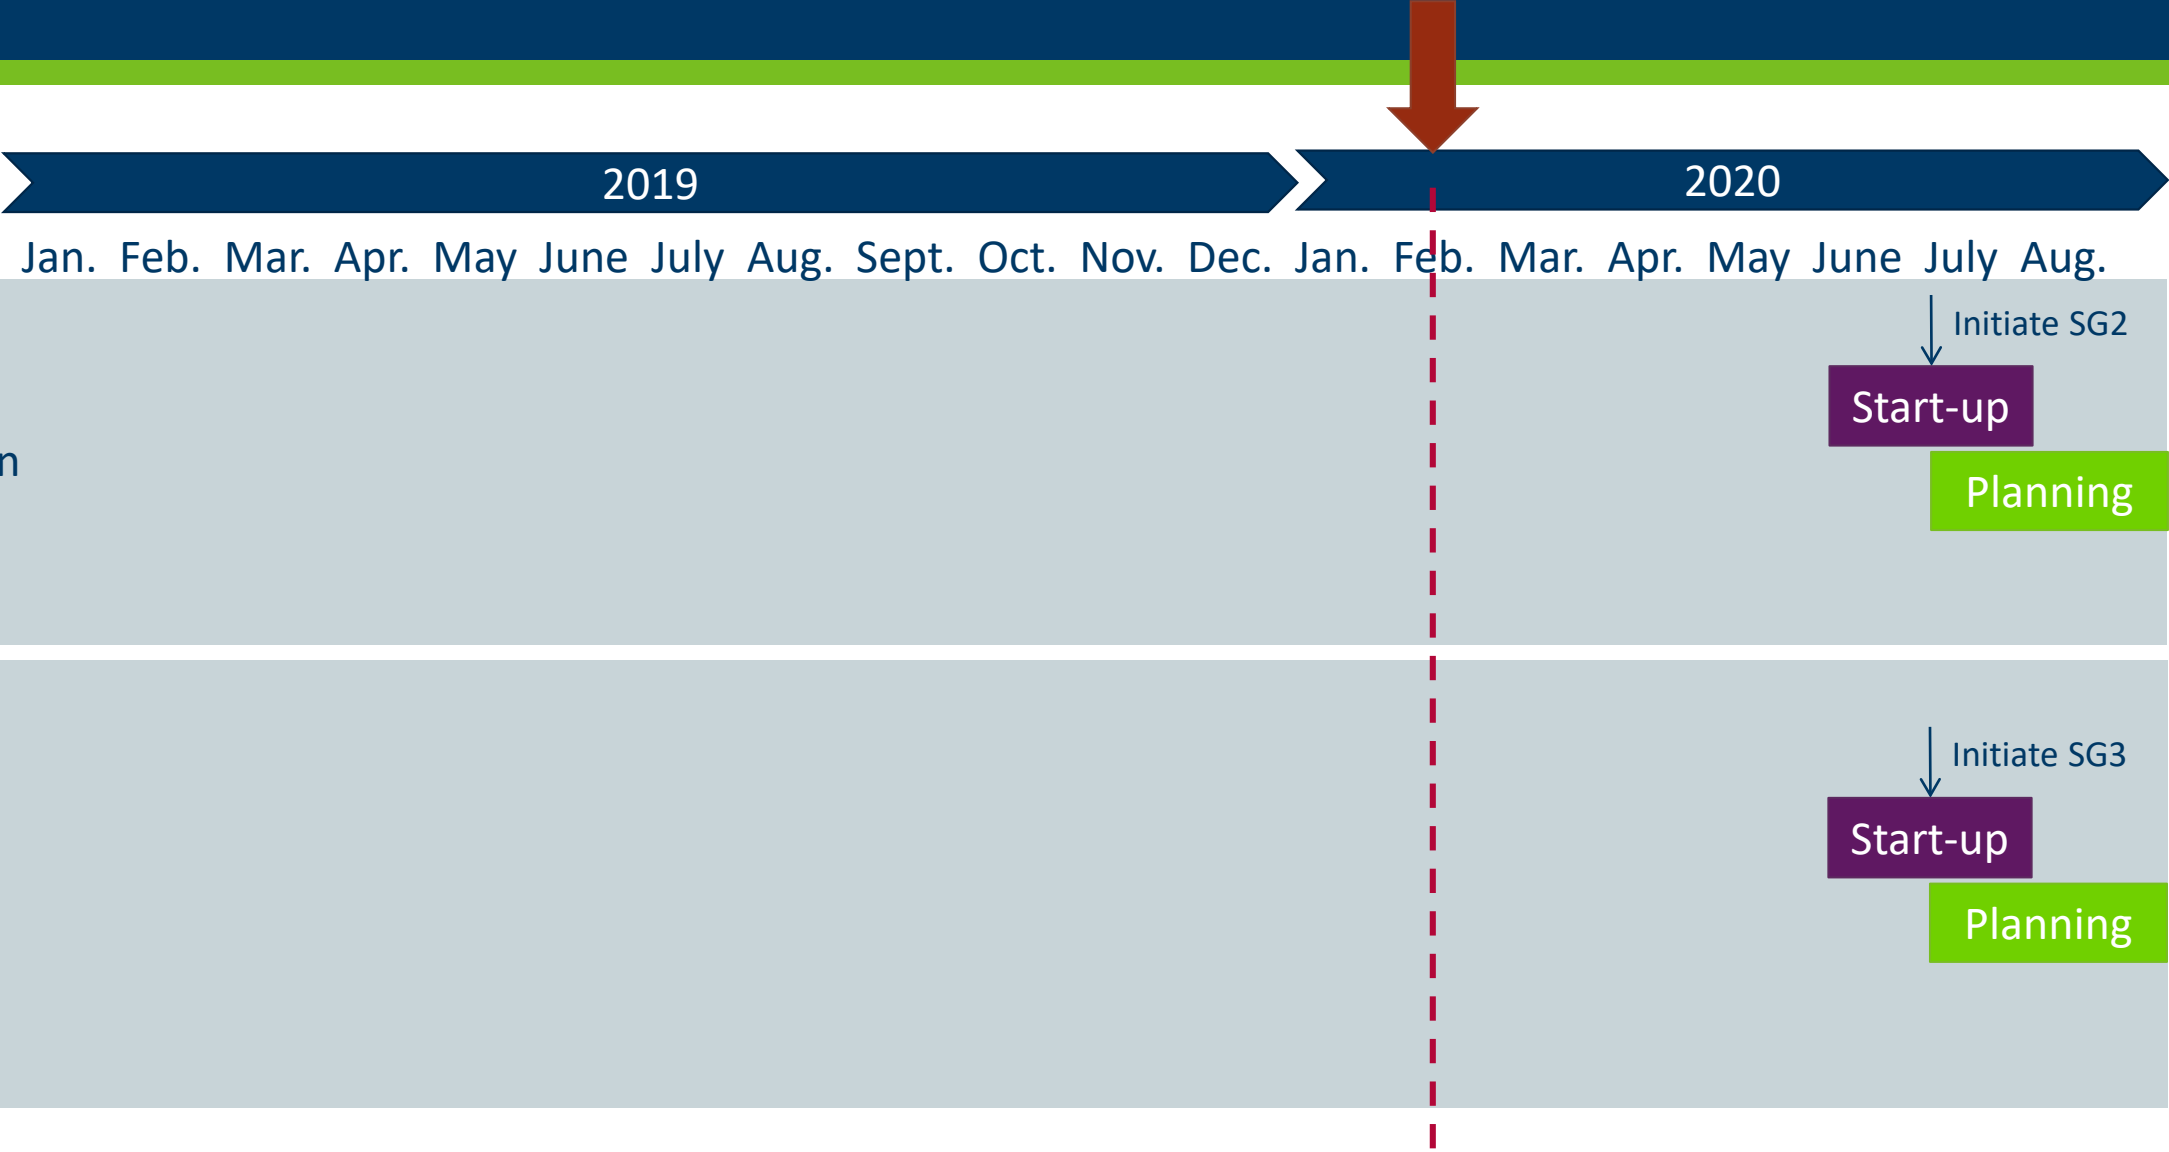 2019 2020
Jan. Feb. Mar. Apr. May June July Aug. Sept. Oct. Nov. Dec. Jan. Feb. Mar. Apr. May June July Aug.
Initiate SG2
Start-up
n
Planning
Initiate SG3
Start-up
Planning